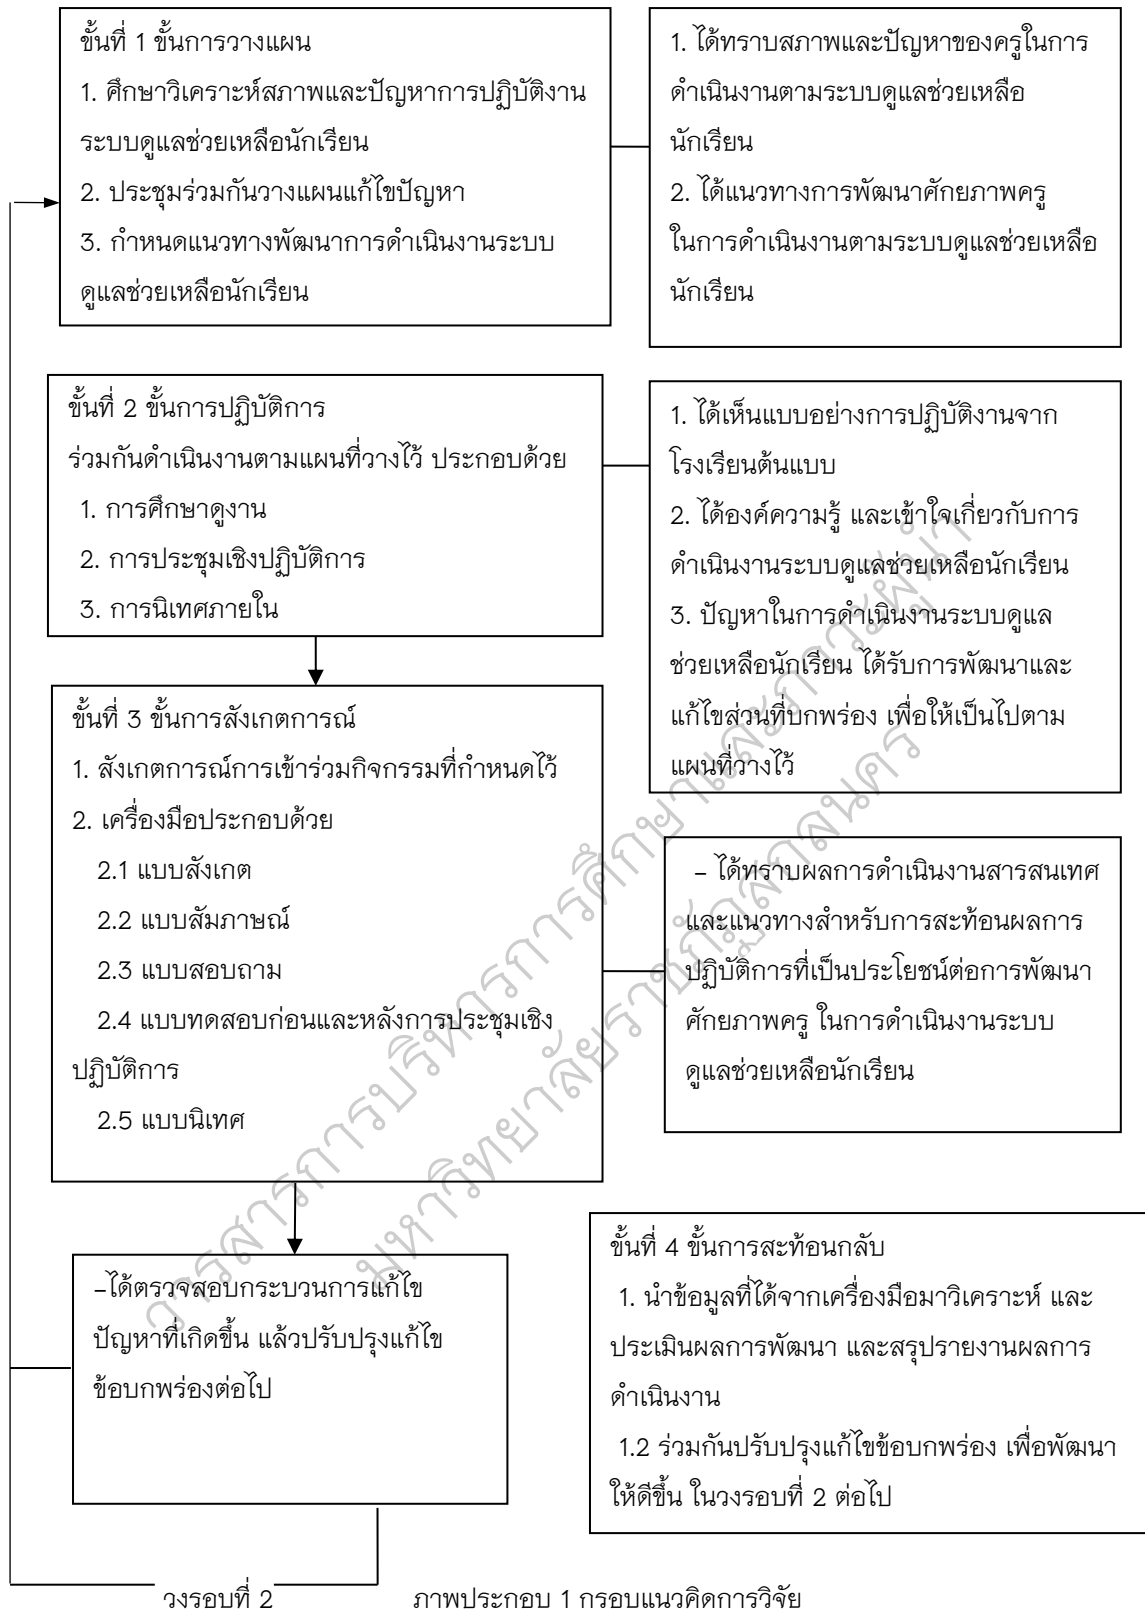 ขั้นที่ 1 ขั้นการวางแผน
1. ศึกษาวิเคราะห์สภาพและปัญหาการปฏิบัติงาน
ระบบดูแลช่วยเหลือนักเรียน
2. ประชุมร่วมกันวางแผนแก้ไขปัญหา
3. กำหนดแนวทางพัฒนาการดำเนินงานระบบ
ดูแลช่วยเหลือนักเรียน
1. ได้ทราบสภาพและปัญหาของครูในการ
ดำเนินงานตามระบบดูแลช่วยเหลือ
นักเรียน
2. ได้แนวทางการพัฒนาศักยภาพครู
ในการดำเนินงานตามระบบดูแลช่วยเหลือ
นักเรียน
ขั้นที่ 2 ขั้นการปฏิบัติการ
ร่วมกันดำเนินงานตามแผนที่วางไว้ ประกอบด้วย
1. การศึกษาดูงาน
2. การประชุมเชิงปฏิบัติการ
3. การนิเทศภายใน
1. ได้เห็นแบบอย่างการปฏิบัติงานจาก
โรงเรียนต้นแบบ
2. ได้องค์ความรู้ และเข้าใจเกี่ยวกับการ
ดำเนินงานระบบดูแลช่วยเหลือนักเรียน
3. ปัญหาในการดำเนินงานระบบดูแล
ช่วยเหลือนักเรียน ได้รับการพัฒนาและ
แก้ไขส่วนที่บกพร่อง เพื่อให้เป็นไปตาม
แผนที่วางไว้
ขั้นที่ 3 ขั้นการสังเกตการณ์
1. สังเกตการณ์การเข้าร่วมกิจกรรมที่กำหนดไว้
2. เครื่องมือประกอบด้วย
2.1 แบบสังเกต
2.2 แบบสัมภาษณ์
2.3 แบบสอบถาม
2.4 แบบทดสอบก่อนและหลังการประชุมเชิง
ปฏิบัติการ
2.5 แบบนิเทศ
– ได้ทราบผลการดำเนินงานสารสนเทศ
และแนวทางสำหรับการสะท้อนผลการ
ปฏิบัติการที่เป็นประโยชน์ต่อการพัฒนา
ศักยภาพครู ในการดำเนินงานระบบ
ดูแลช่วยเหลือนักเรียน
–ได้ตรวจสอบกระบวนการแก้ไข
ปัญหาที่เกิดขึ้น แล้วปรับปรุงแก้ไข
ข้อบกพร่องต่อไป
ขั้นที่ 4 ขั้นการสะท้อนกลับ
1. นำข้อมูลที่ได้จากเครื่องมือมาวิเคราะห์ และ
ประเมินผลการพัฒนา และสรุปรายงานผลการ
ดำเนินงาน
1.2 ร่วมกันปรับปรุงแก้ไขข้อบกพร่อง เพื่อพัฒนา
ให้ดีขึ้น ในวงรอบที่ 2 ต่อไป
วงรอบที่ 2
ภาพประกอบ 1 กรอบแนวคิดการวิจัย
วารสารการบริหารการศึกษาและภาวะผู้นำ
มหาวิทยาลัยราชภัฏสกลนคร